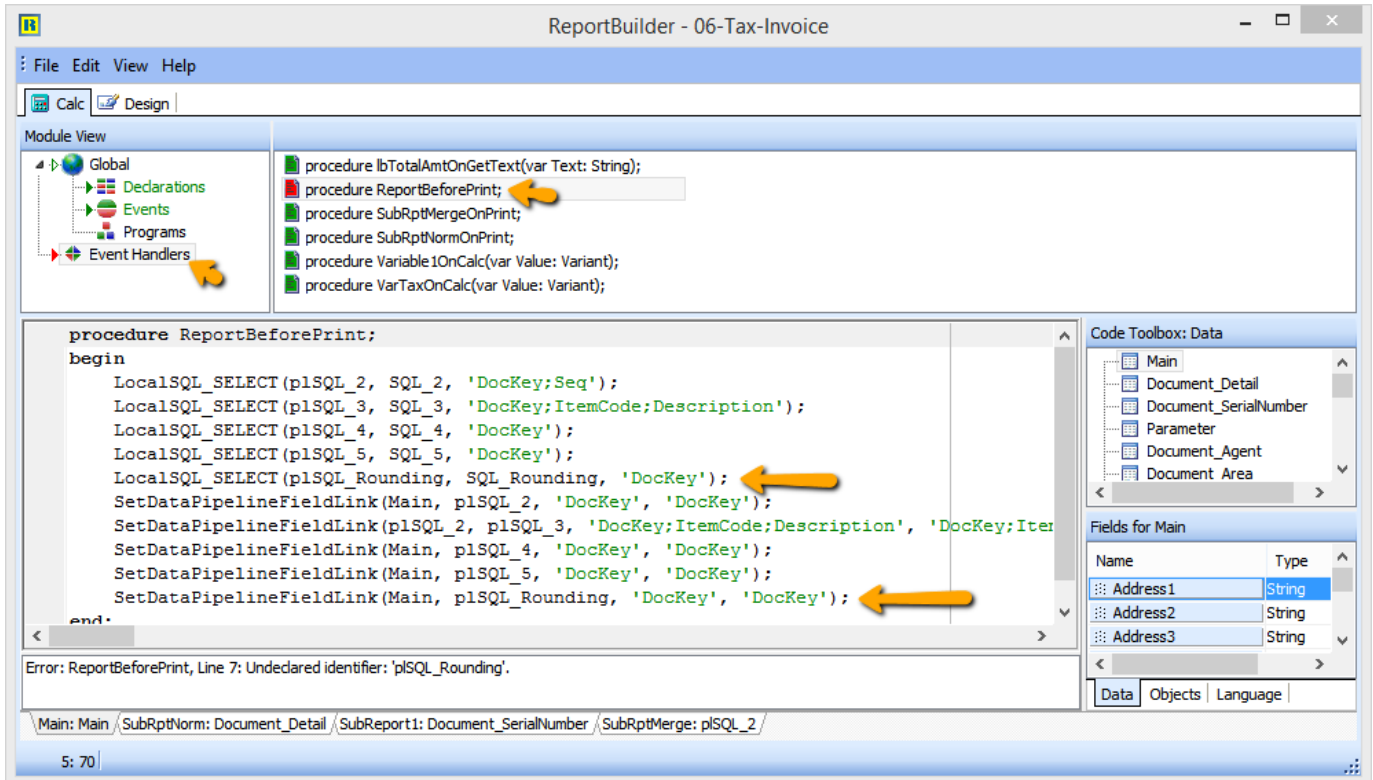 ReportBuilder - 06-Tax-Invoice
File Edit View Help
Calc Design
Module View
Global
Declarations
Events
Programs
Event Handlers
procedure lbTotalAmtOnGetText(var Text: String);
procedure ReportBeforePrint;
procedure SubRptMergeOnPrint;
procedure SubRptNormOnPrint;
procedure Variable1OnCalc(var Value: Variant);
procedure VarTaxOnCalc(var Value: Variant);
procedure ReportBeforePrint;
begin
LocalSQL_SELECT(plSQL_2, SQL_2, 'DocKey;Seq');
LocalSQL_SELECT(plSQL_3, SQL_3, 'DocKey;ItemCode;Description');
LocalSQL_SELECT(plSQL_4, SQL_4, 'DocKey');
LocalSQL_SELECT(plSQL_5, SQL_5, 'DocKey');
LocalSQL_SELECT(plSQL_Rounding, SQL_Rounding, 'DocKey');
SetDataPipelineFieldLink(Main, plSQL_2, 'DocKey', 'DocKey');
SetDataPipelineFieldLink(plSQL_2, plSQL_3, 'DocKey;ItemCode;Description', 'DocKey;Iter
SetDataPipelineFieldLink(Main, plSQL_4, 'DocKey', 'DocKey');
SetDataPipelineFieldLink(Main, plSQL_5, 'DocKey', 'DocKey');
SetDataPipelineFieldLink(Main, plSQL_Rounding, 'DocKey', 'DocKey');
end;
Code Toolbox: Data
Main
Document_Detail
Document_SerialNumber
Parameter
Document_Agent
Document_Area
Fields for Main
Name Type
Address1 String
Address2 String
Address3 String
Data Objects Language
Error: ReportBeforePrint, Line 7: Undeclared identifier: 'plSQL_Rounding'.
Main: Main SubRptNorm: Document_Detail SubReport1: Document_SerialNumber SubRptMerge: plSQL_2
5: 70